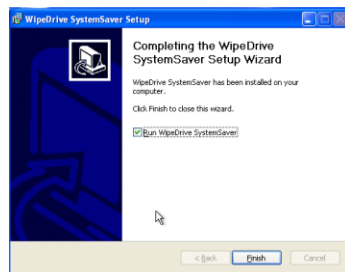 WipeDrive SystemSaver Setup
Completing the WipeDrive
SystemSaver Setup Wizard
WipeDrive SystemSaver has been installed on your
computer.
Click Finish to close this wizard.
Run WipeDrive SystemSaver
< Back Finish Cancel